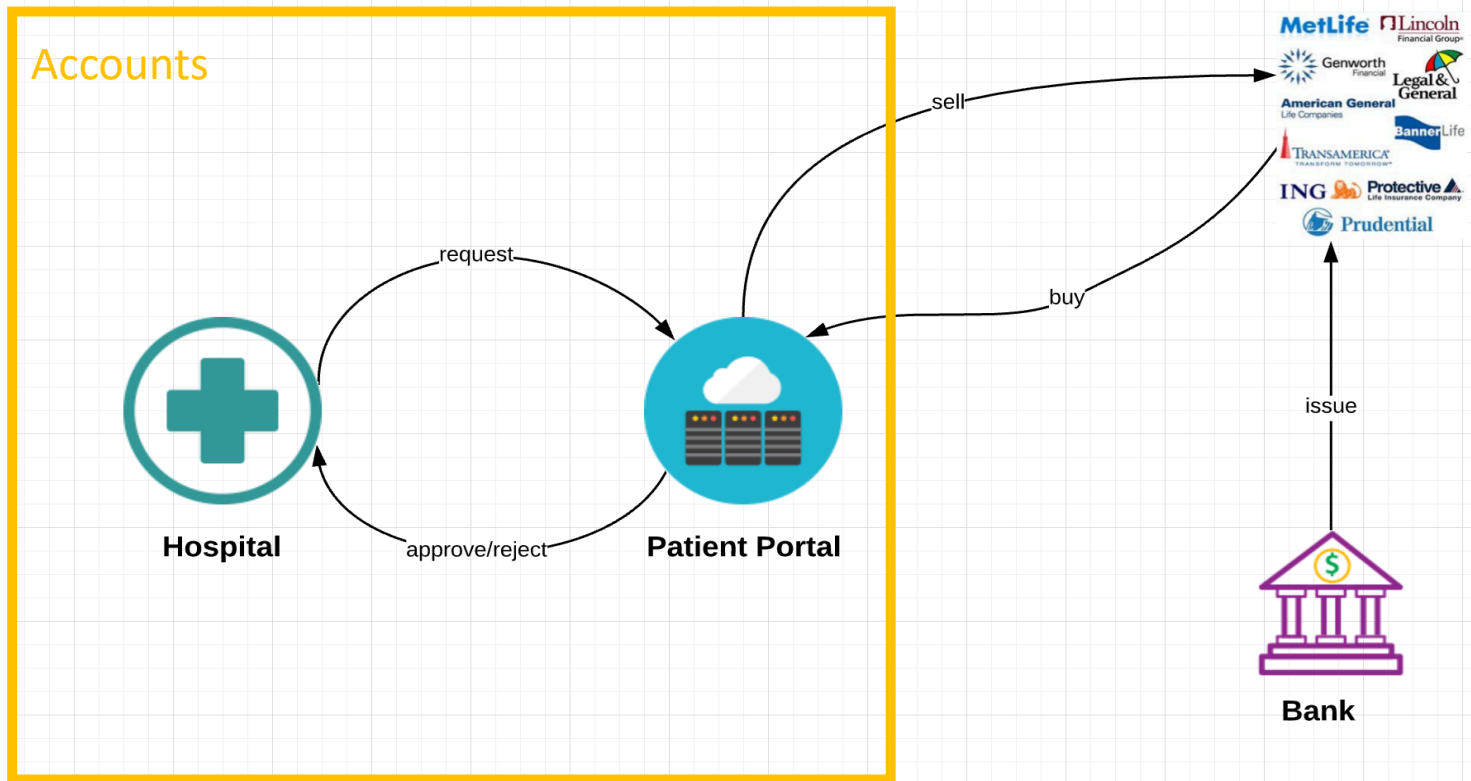 Accounts
MetLife
Lincoln
Financial Group
Genworth
Financial
Legal &
General
American General
Life Companies
BannerLife
TRANSAMERICA
TRANSFORM TOMORROW
ING
Protective
Life Insurance Company
Prudential
sell
request
buy
issue
approve/reject
Hospital
Patient Portal
$
Bank